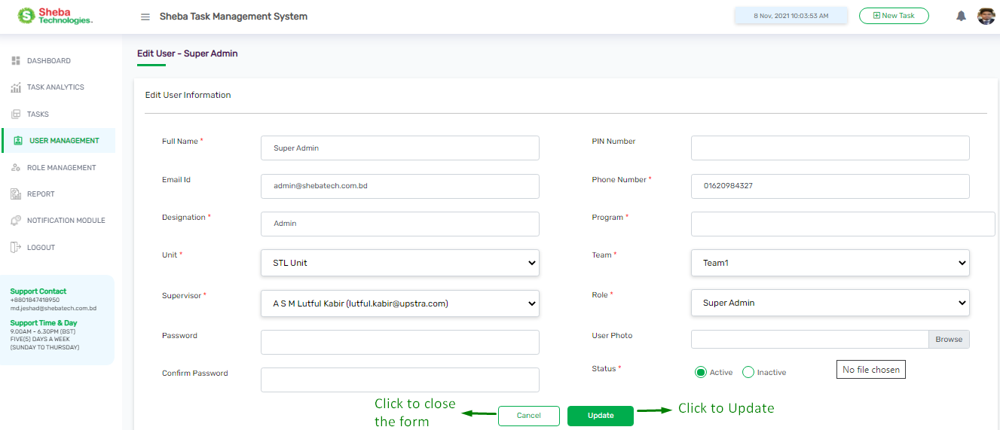 Sheba
Technologies.
Sheba Task Management System
8 Nov, 2021 10:03:53 AM
New Task
DASHBOARD
TASK ANALYTICS
TASKS
USER MANAGEMENT
ROLE MANAGEMENT
REPORT
NOTIFICATION MODULE
LOGOUT
Support Contact
+8801847418950
md.jeshad@shebatech.com.bd
Support Time & Day
9.00AM - 6.30PM (BST)
FIVE(5) DAYS A WEEK
(SUNDAY TO THURSDAY)
Edit User - Super Admin
Edit User Information
Full Name *
Super Admin
PIN Number
Email Id
admin@shebatech.com.bd
Phone Number *
01620984327
Designation *
Admin
Program *
Unit *
STL Unit
Team *
Team1
Supervisor *
A S M Lutful Kabir (lutful.kabir@upstra.com)
Role *
Super Admin
Password
User Photo
Browse
Confirm Password
Status *
Active
Inactive
No file chosen
Click to close
the form
Cancel
Update
Click to Update